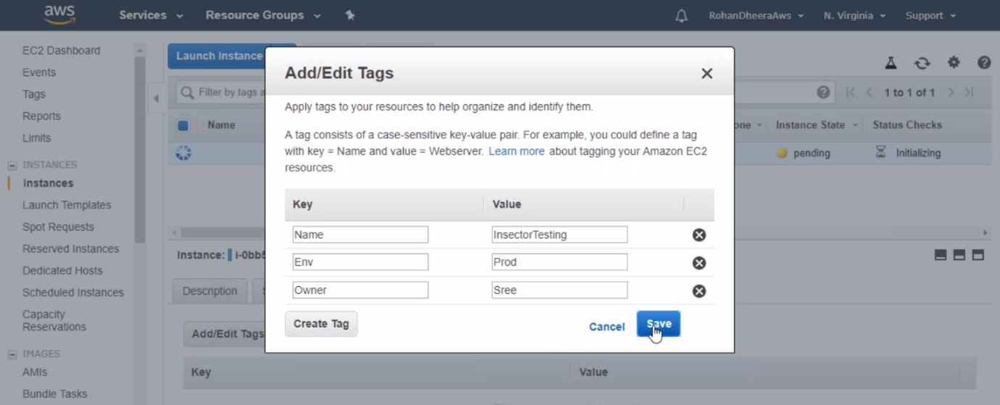 aws Services Resource Groups RohanDheeraAws N. Virginia Support
EC2 Dashboard
Events
Tags
Reports
Limits
INSTANCES
Instances
Launch Templates
Spot Requests
Reserved Instances
Dedicated Hosts
Scheduled Instances
Capacity
Reservations
IMAGES
AMIs
Bundle Tasks
Launch Instance
Filter by tags a
1 to 1 of 1
Name one Instance State Status Checks
pending Initializing
Instance: i-0bb5
Description
Add/Edit Tags
Key Value
Add/Edit Tags
Apply tags to your resources to help organize and identify them.
A tag consists of a case-sensitive key-value pair. For example, you could define a tag
with key = Name and value = Webserver. Learn more about tagging your Amazon EC2
resources.
Key Value
Name InsectorTesting
Env Prod
Owner Sree
Create Tag Cancel Save